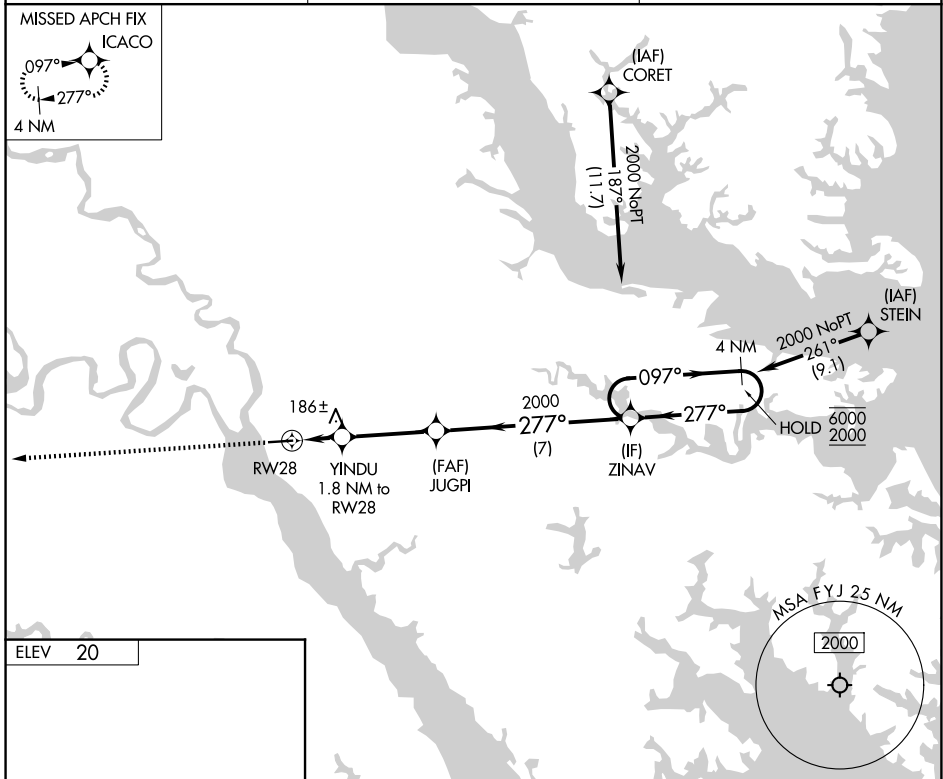 MISSED APCH FIX
ICACO
097°
277°
4 NM
(IAF)
CORET
2000 NoPT
187°
(11.7)
(IAF)
STEIN
2000 NoPT
261°
(9.1)
4 NM
097°
277°
HOLD
6000
2000
2000
277°
(7)
(IF)
ZINAV
186±
RW28
YINDU
1.8 NM to
RW28
(FAF)
JUGPI
MSA FYJ 25 NM
2000
ELEV 20